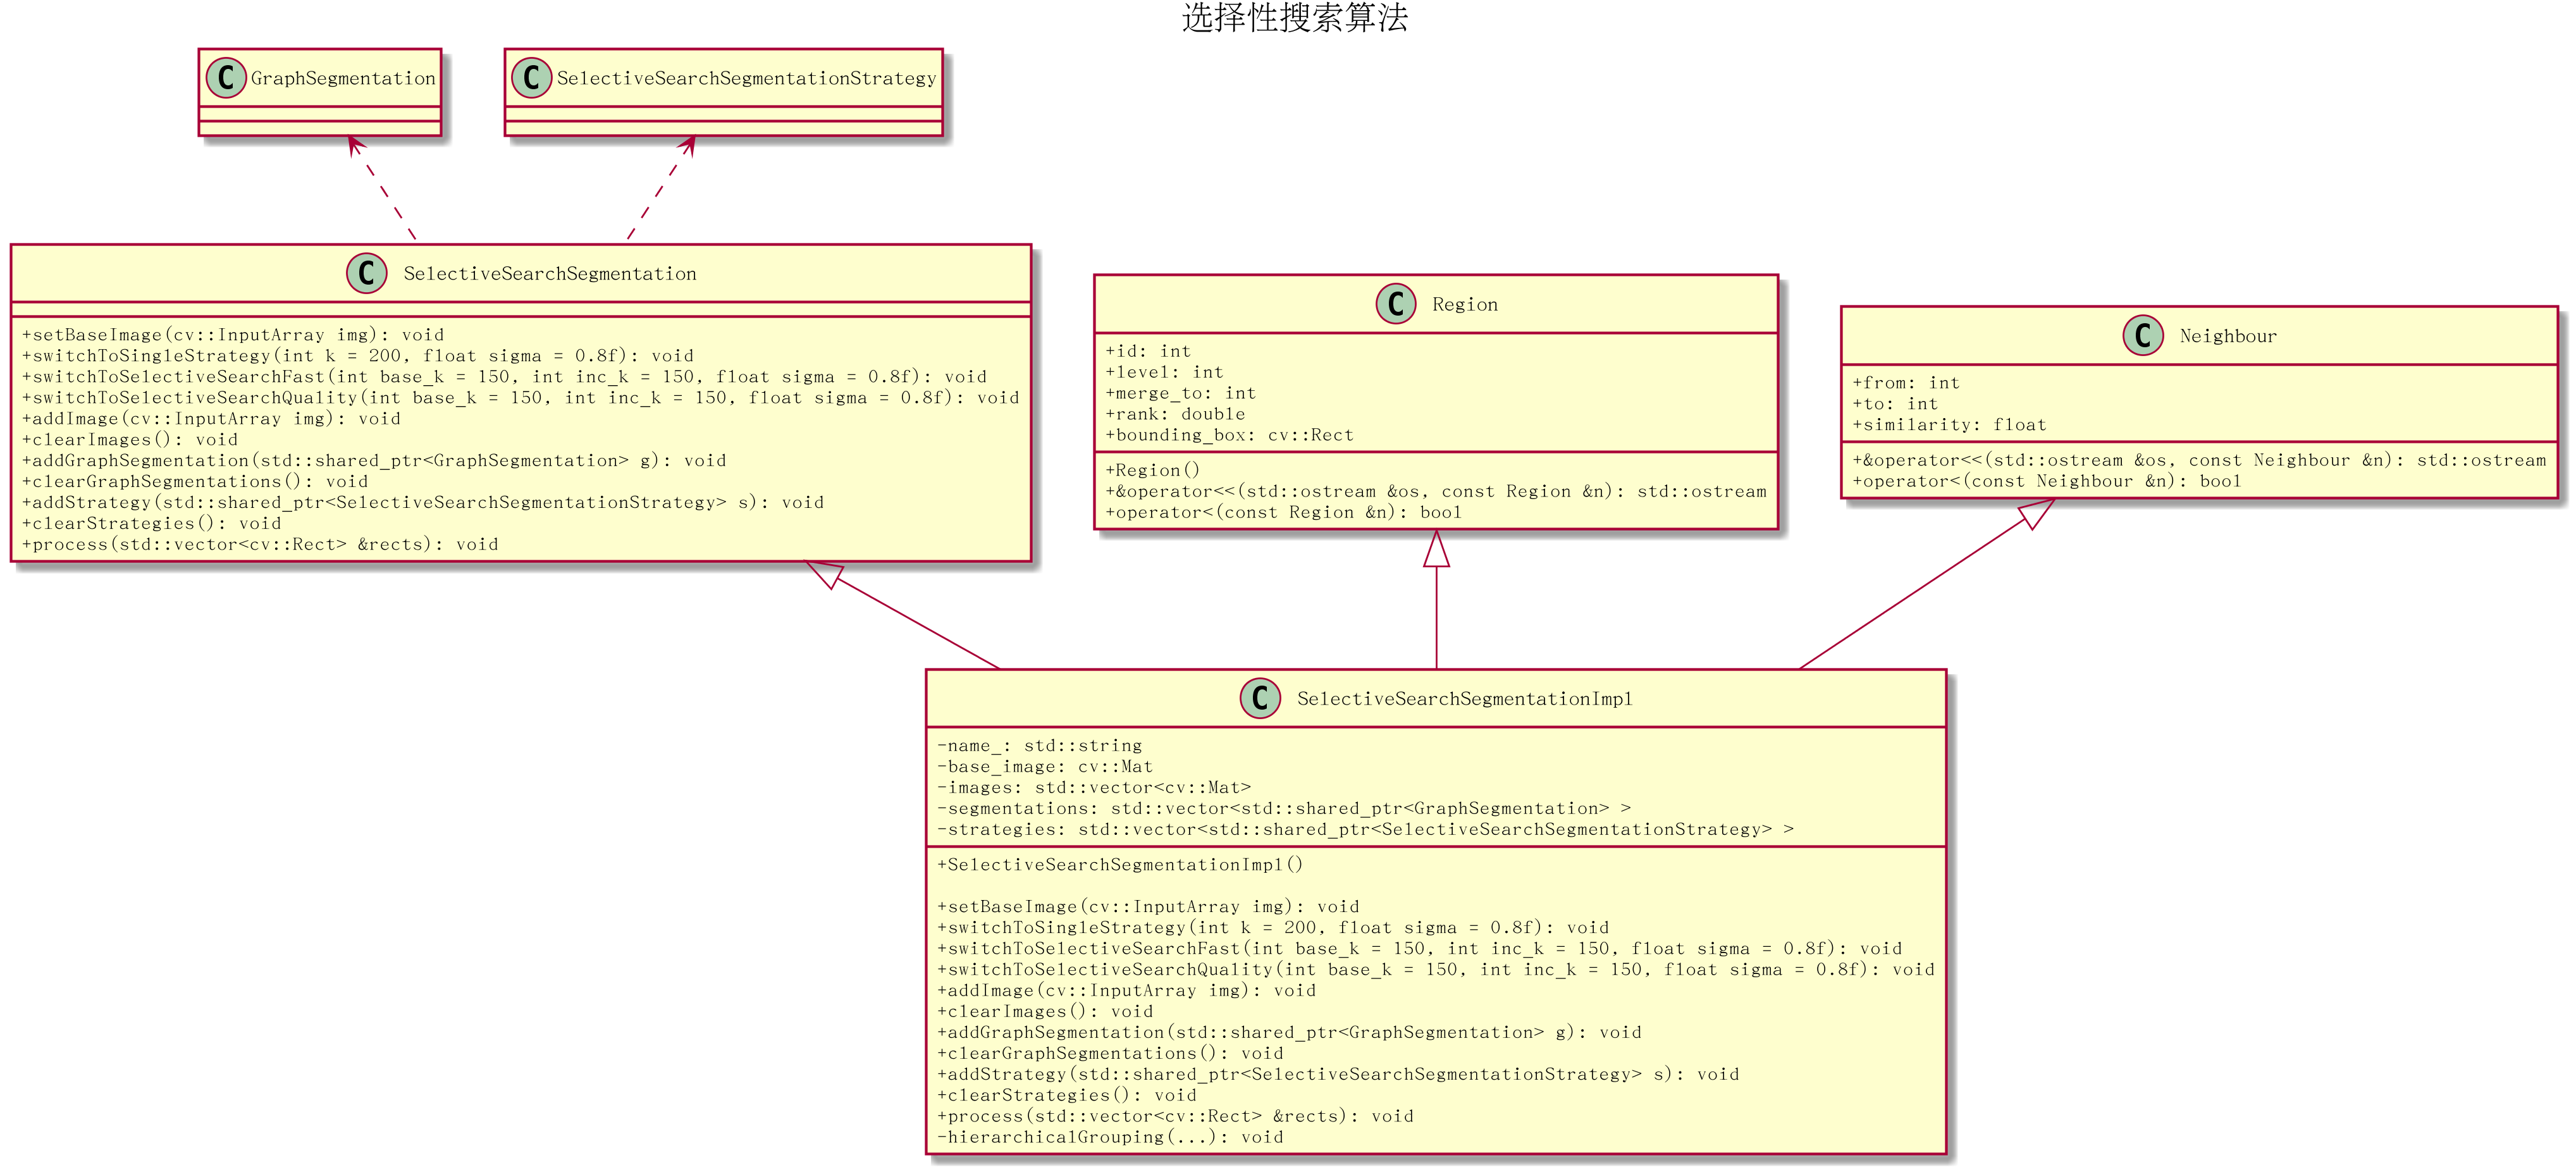 选择性搜索算法
C GraphSegmentation
C SelectiveSearchSegmentationStrategy
C SelectiveSearchSegmentation
+setBaseImage(cv::InputArray img): void
+switchToSingleStrategy(int k = 200, float sigma = 0.8f): void
+switchToSelectiveSearchFast(int base_k = 150, int inc_k = 150, float sigma = 0.8f): void
+switchToSelectiveSearchQuality(int base_k = 150, int inc_k = 150, float sigma = 0.8f): void
+addImage(cv::InputArray img): void
+clearImages(): void
+addGraphSegmentation(std::shared_ptr<GraphSegmentation> g): void
+clearGraphSegmentations(): void
+addStrategy(std::shared_ptr<SelectiveSearchSegmentationStrategy> s): void
+clearStrategies(): void
+process(std::vector<cv::Rect> &rects): void
C Region
+id: int
+level: int
+merge_to: int
+rank: double
+bounding_box: cv::Rect
+Region()
+&operator<<(std::ostream &os, const Region &n): std::ostream
+operator<(const Region &n): bool
C Neighbour
+from: int
+to: int
+similarity: float
+&operator<<(std::ostream &os, const Neighbour &n): std::ostream
+operator<(const Neighbour &n): bool
C SelectiveSearchSegmentationImpl
-name_: std::string
-base_image: cv::Mat
-images: std::vector<cv::Mat>
-segmentations: std::vector<std::shared_ptr<GraphSegmentation> >
-strategies: std::vector<std::shared_ptr<SelectiveSearchSegmentationStrategy> >
+SelectiveSearchSegmentationImpl()
+setBaseImage(cv::InputArray img): void
+switchToSingleStrategy(int k = 200, float sigma = 0.8f): void
+switchToSelectiveSearchFast(int base_k = 150, int inc_k = 150, float sigma = 0.8f): void
+switchToSelectiveSearchQuality(int base_k = 150, int inc_k = 150, float sigma = 0.8f): void
+addImage(cv::InputArray img): void
+clearImages(): void
+addGraphSegmentation(std::shared_ptr<GraphSegmentation> g): void
+clearGraphSegmentations(): void
+addStrategy(std::shared_ptr<SelectiveSearchSegmentationStrategy> s): void
+clearStrategies(): void
+process(std::vector<cv::Rect> &rects): void
-hierarchicalGrouping(...): void